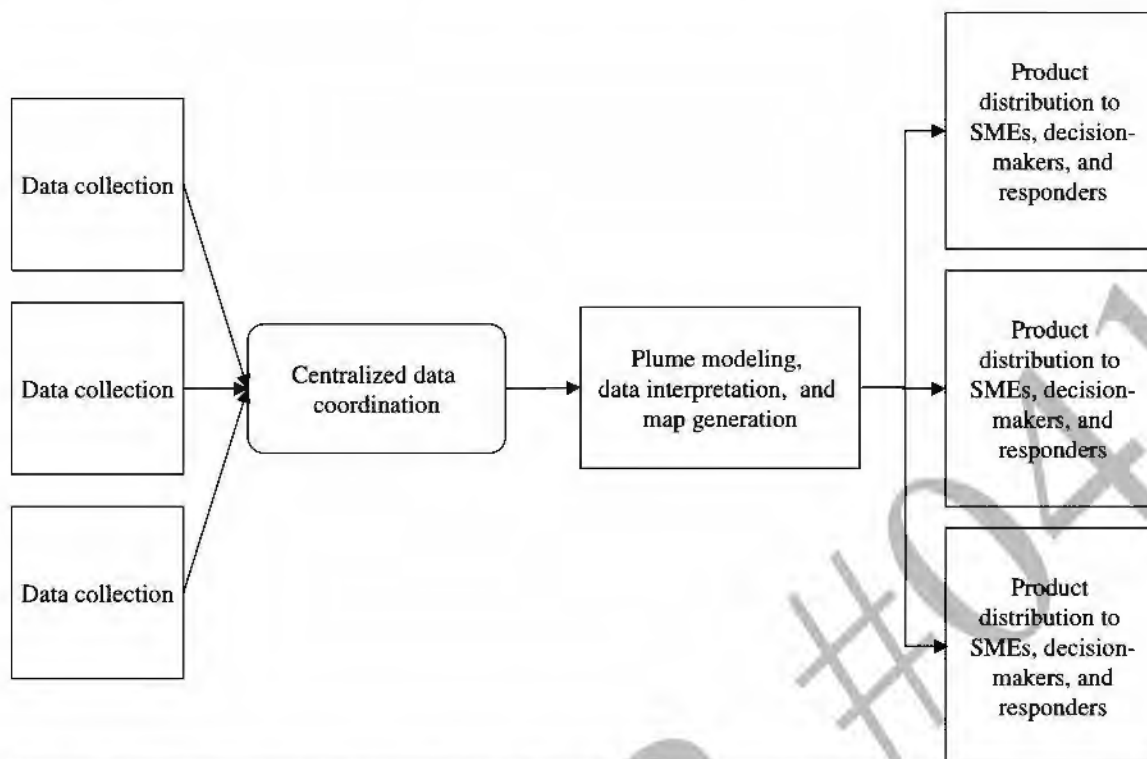 Data collection
Data collection
Data collection
Centralized data
coordination
Plume modeling,
data interpretation, and
map generation
Product
distribution to
SMEs, decision-
makers, and
responders
Product
distribution to
SMEs, decision-
makers, and
responders
Product
distribution to
SMEs, decision-
makers, and
responders
#041